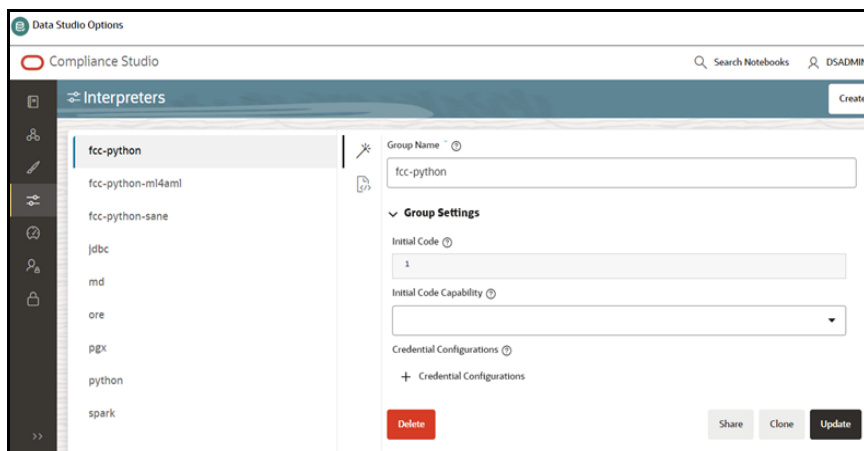 Data Studio Options
Compliance Studio
Search Notebooks
DSADMIN
Interpreters
Create
fcc-python
fcc-python-ml4aml
fcc-python-sane
jdbc
md
ore
pgx
python
spark
Group Name
fcc-python
Group Settings
Initial Code
1
Initial Code Capability
Credential Configurations
+ Credential Configurations
Delete
Share
Clone
Update